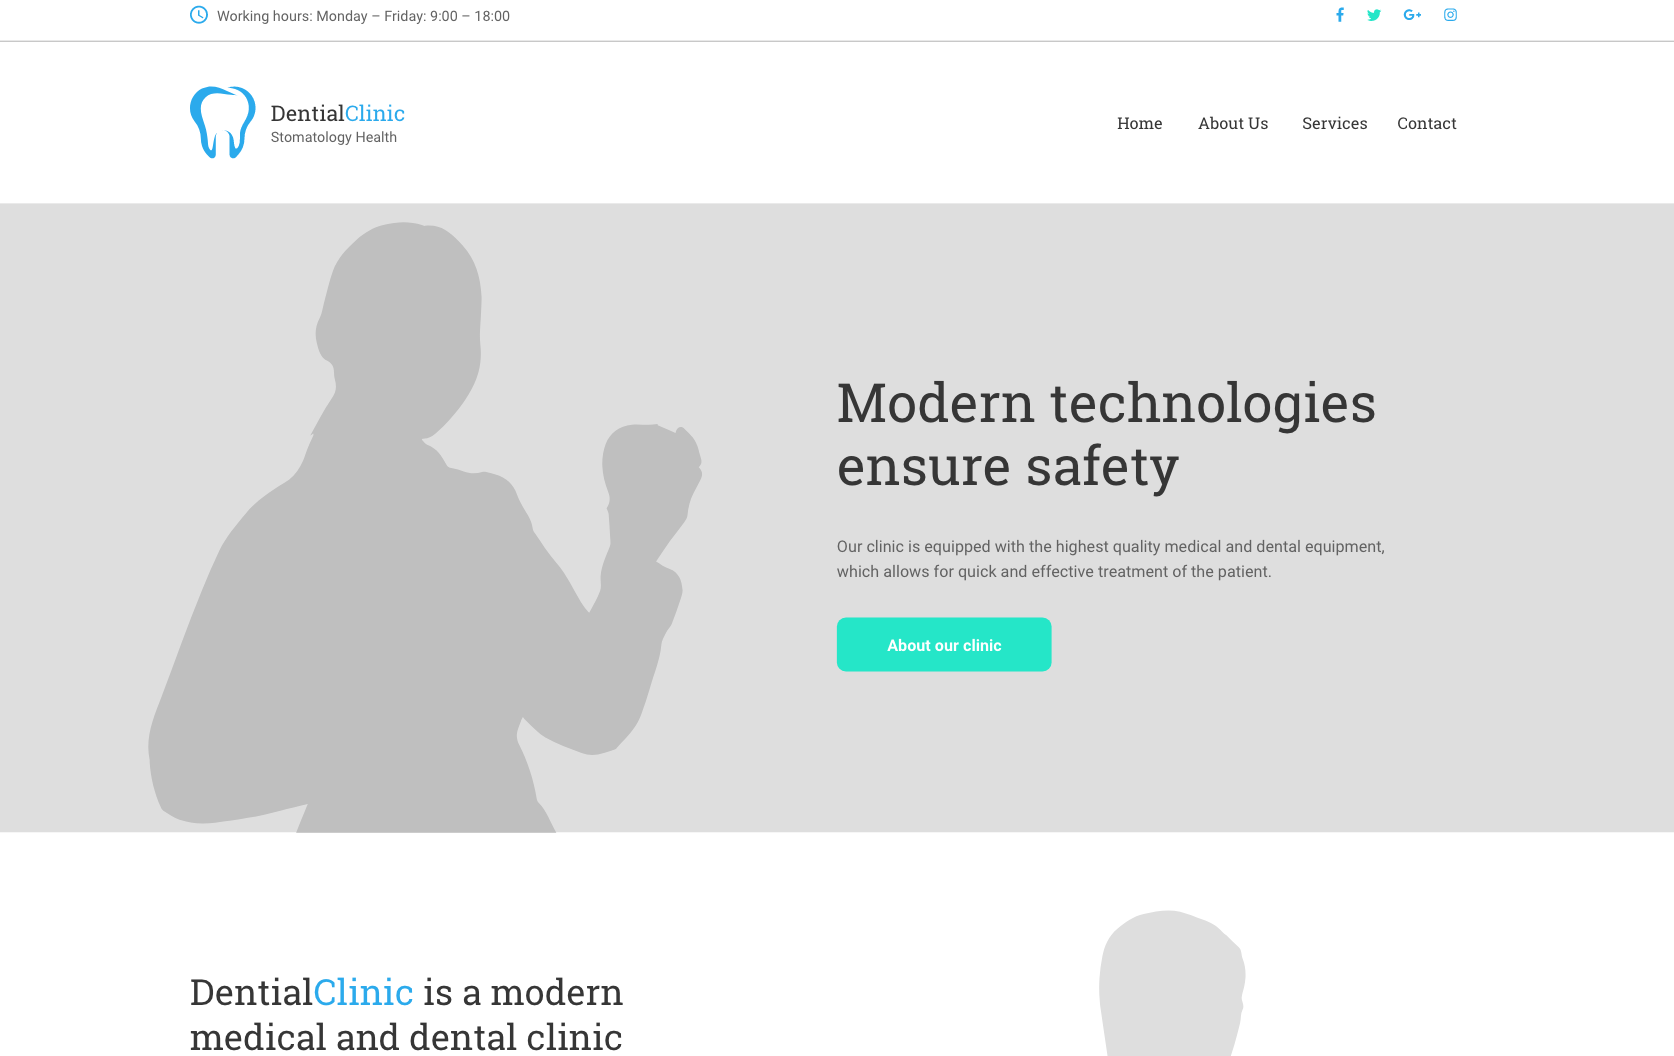 Working hours: Monday – Friday: 9:00 – 18:00
DentialClinic
Stomatology Health
Home About Us Services Contact
Modern technologies
ensure safety
Our clinic is equipped with the highest quality medical and dental equipment,
which allows for quick and effective treatment of the patient.
About our clinic
DentialClinic is a modern
medical and dental clinic